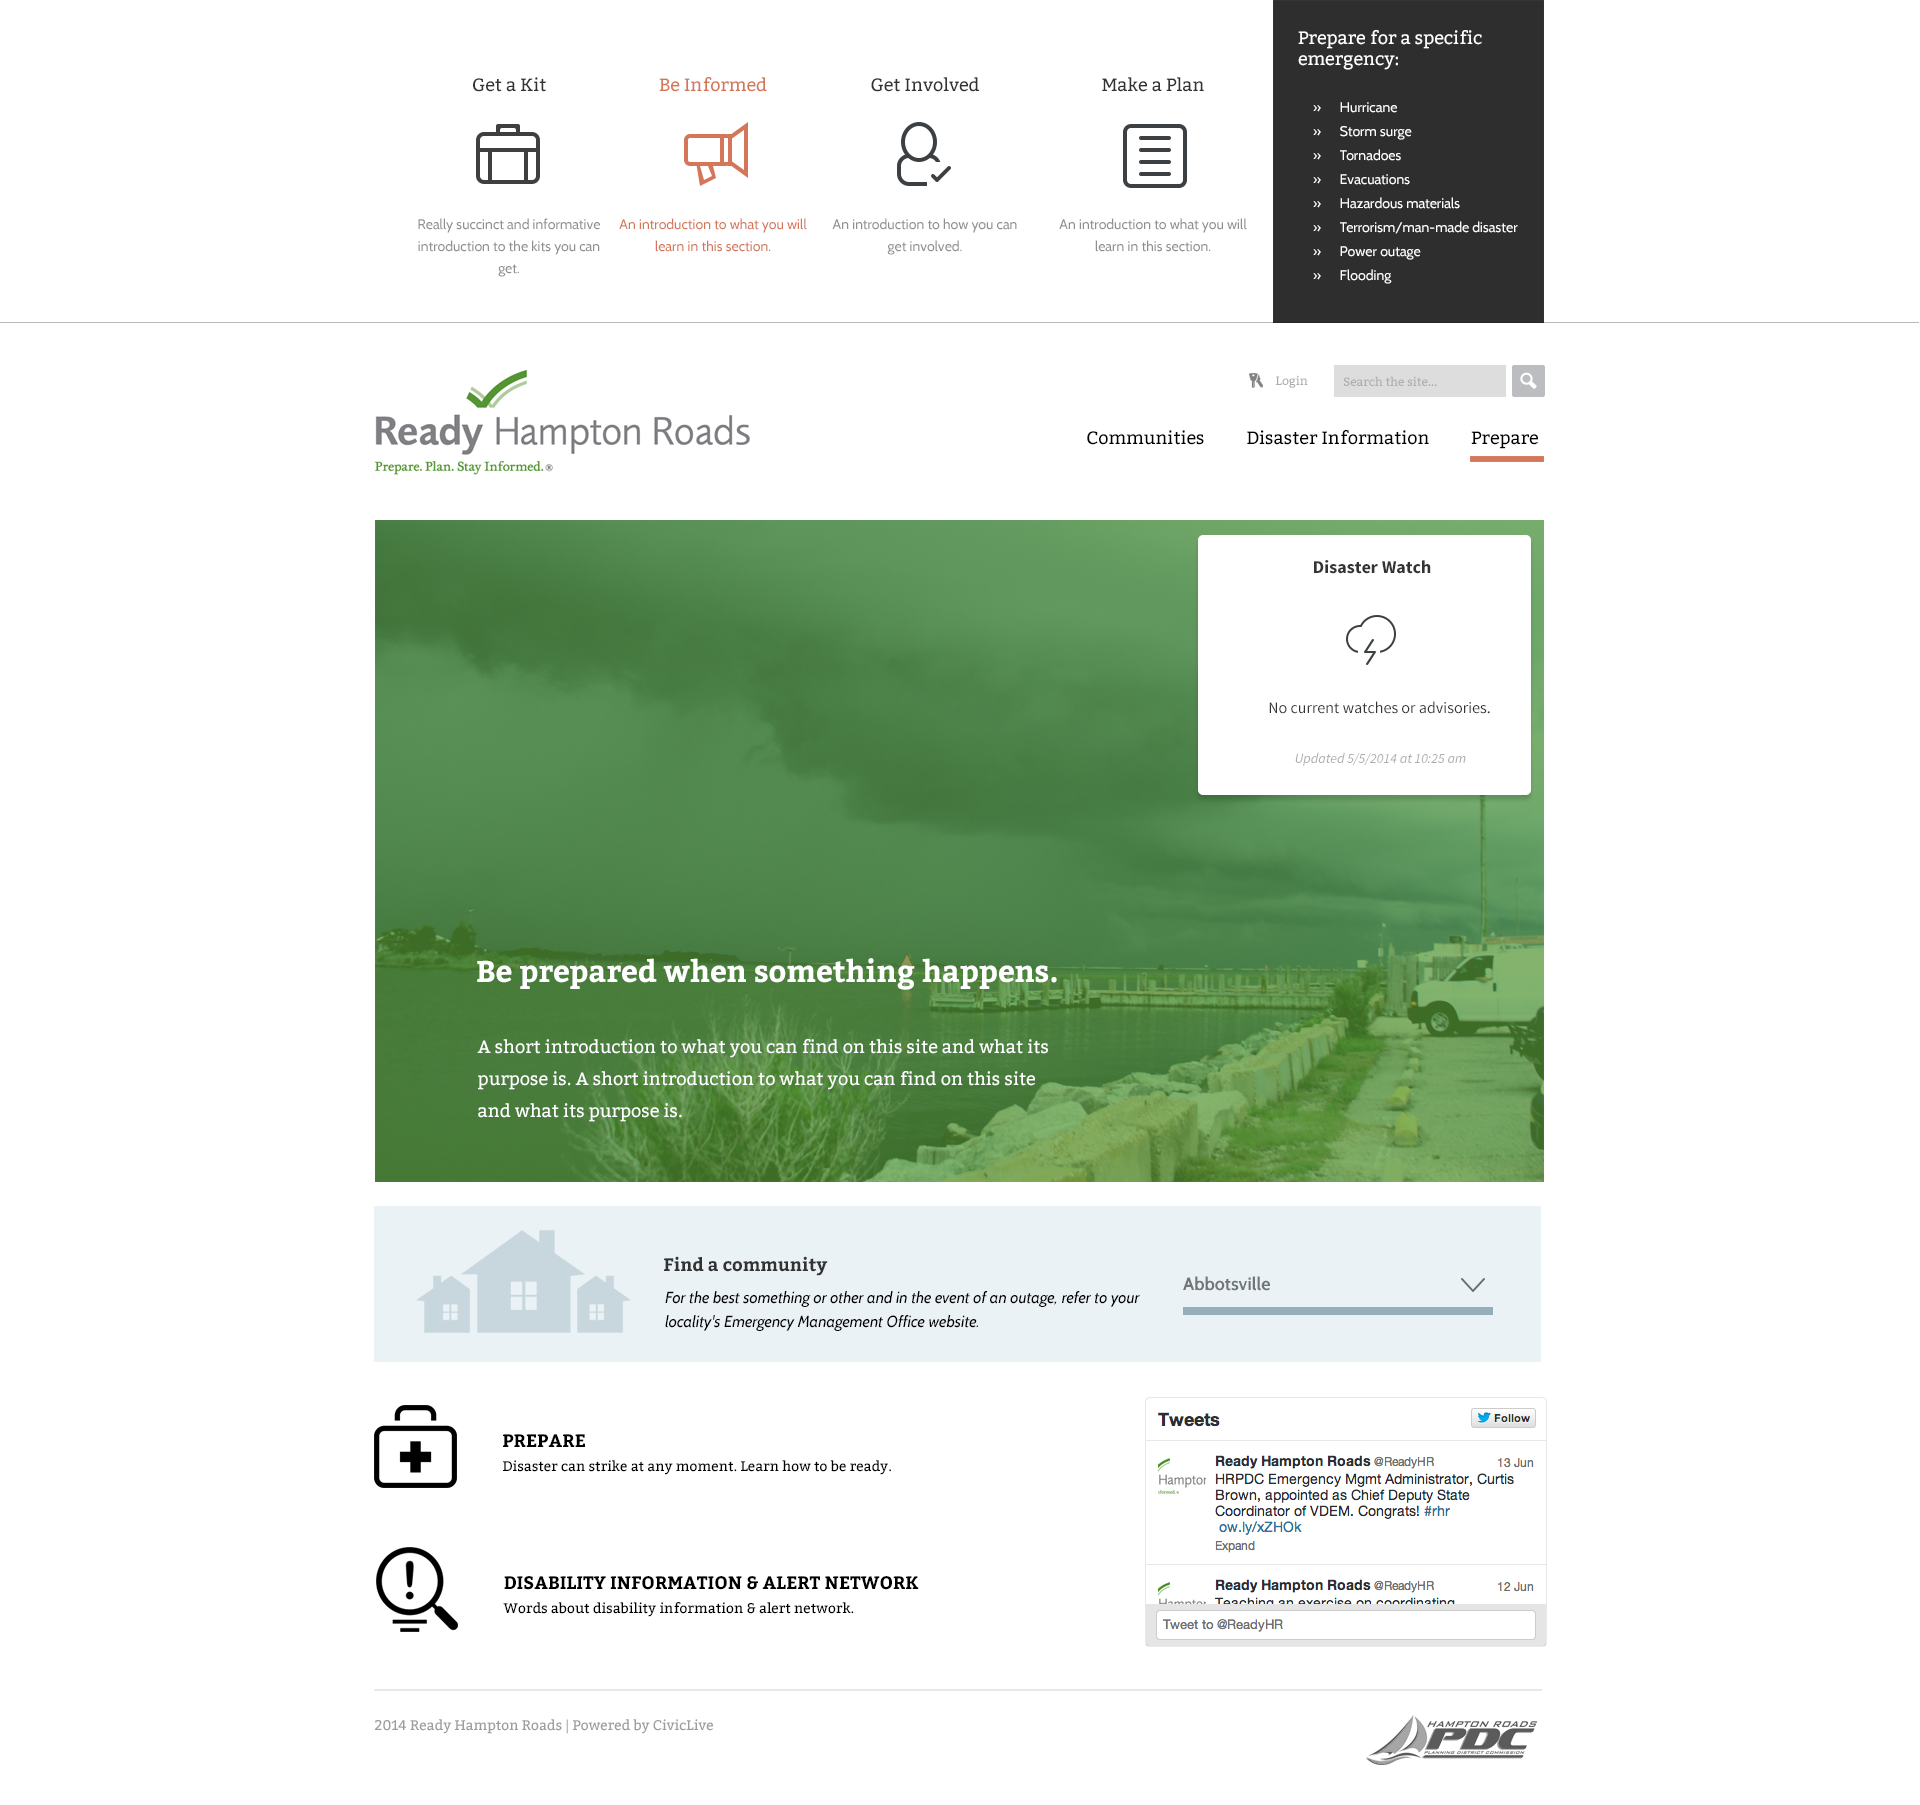 Get a Kit
Really succinct and informative
introduction to the kits you can
get.
Be Informed
An introduction to what you will
learn in this section.
Get Involved
An introduction to how you can
get involved.
Make a Plan
An introduction to what you will
learn in this section.
Prepare for a specific
emergency:
›› Hurricane
›› Storm surge
›› Tornadoes
›› Evacuations
›› Hazardous materials
›› Terrorism/man-made disaster
›› Power outage
›› Flooding
Ready Hampton Roads
Prepare. Plan. Stay Informed.®
Login
Search the site...
Communities
Disaster Information
Prepare
Disaster Watch
No current watches or advisories.
Updated 5/5/2014 at 10:25 am
Be prepared when something happens.
A short introduction to what you can find on this site and what its
purpose is. A short introduction to what you can find on this site
and what its purpose is.
Find a community
For the best something or other and in the event of an outage, refer to your
locality's Emergency Management Office website.
Abbotsville
PREPARE
Disaster can strike at any moment. Learn how to be ready.
DISABILITY INFORMATION & ALERT NETWORK
Words about disability information & alert network.
Tweets
Follow
Ready Hampton Roads @ReadyHR 13 Jun
HRPDC Emergency Mgmt Administrator, Curtis
Brown, appointed as Chief Deputy State
Coordinator of VDEM. Congrats! #rhr
ow.ly/xZHOk
Expand
Ready Hampton Roads @ReadyHR 12 Jun
Teaching an exercise on coordinating
Tweet to @ReadyHR
2014 Ready Hampton Roads | Powered by CivicLive
HAMPTON ROADS
PDC
PLANNING DISTRICT COMMISSION